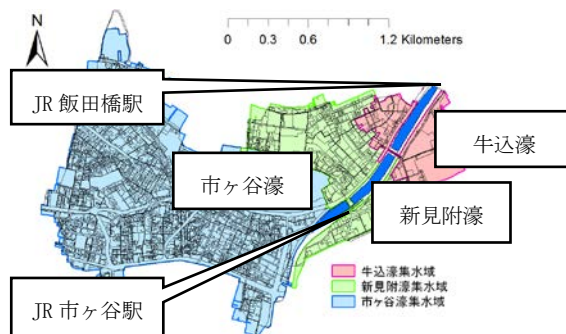 N
0 0.3 0.6 1.2 Kilometers
JR 飯田橋駅
牛込濠
市ヶ谷濠
新見附濠
JR 市ヶ谷駅
牛込濠集水域
新見附濠集水域
市ヶ谷濠集水域